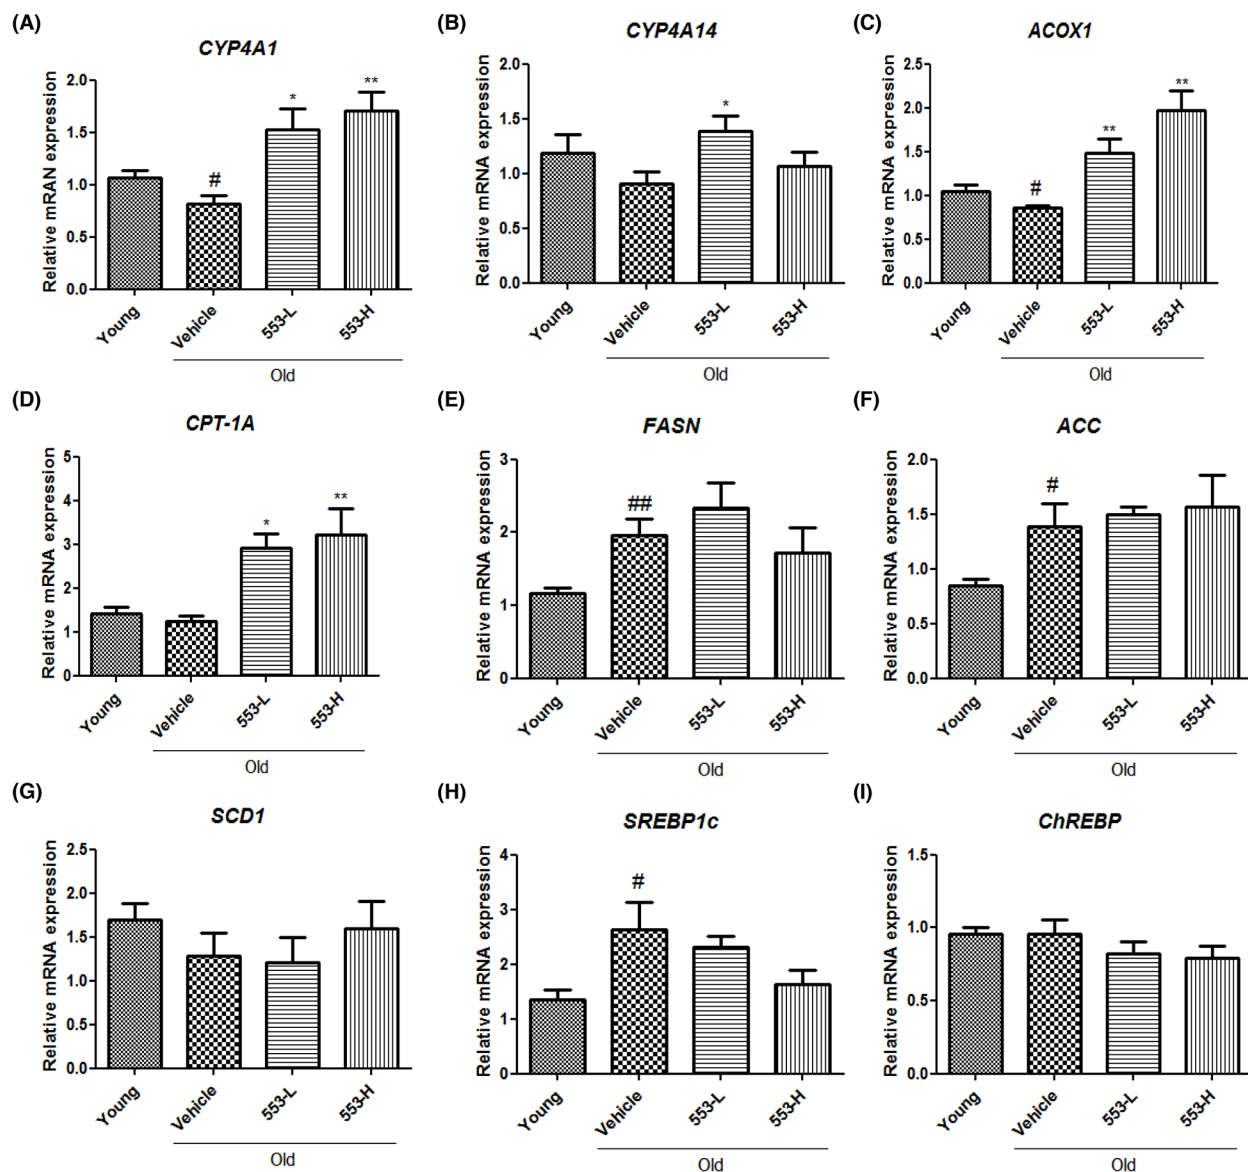 (A)
CYP4A1
Relative mRAN expression
2.0
1.5
1.0
0.5
0.0
#
*
**
Young
Vehicle
553-L
553-H
Old
(B)
CYP4A14
Relative mRNA expression
2.0
1.5
1.0
0.5
0.0
*
Young
Vehicle
553-L
553-H
Old
(C)
ACOX1
Relative mRNA expression
2.5
2.0
1.5
1.0
0.5
0.0
#
**
**
Young
Vehicle
553-L
553-H
Old
(D)
CPT-1A
Relative mRNA expression
5
4
3
2
1
0
*
**
Young
Vehicle
553-L
553-H
Old
(E)
FASN
Relative mRNA expression
3
2
1
0
##
Young
Vehicle
553-L
553-H
Old
(F)
ACC
Relative mRNA expression
2.0
1.5
1.0
0.5
0.0
#
Young
Vehicle
553-L
553-H
Old
(G)
SCD1
Relative mRNA expression
2.5
2.0
1.5
1.0
0.5
0.0
Young
Vehicle
553-L
553-H
Old
(H)
SREBP1c
Relative mRNA expression
4
3
2
1
0
#
Young
Vehicle
553-L
553-H
Old
(I)
ChREBP
Relative mRNA expression
1.5
1.0
0.5
0.0
Young
Vehicle
553-L
553-H
Old